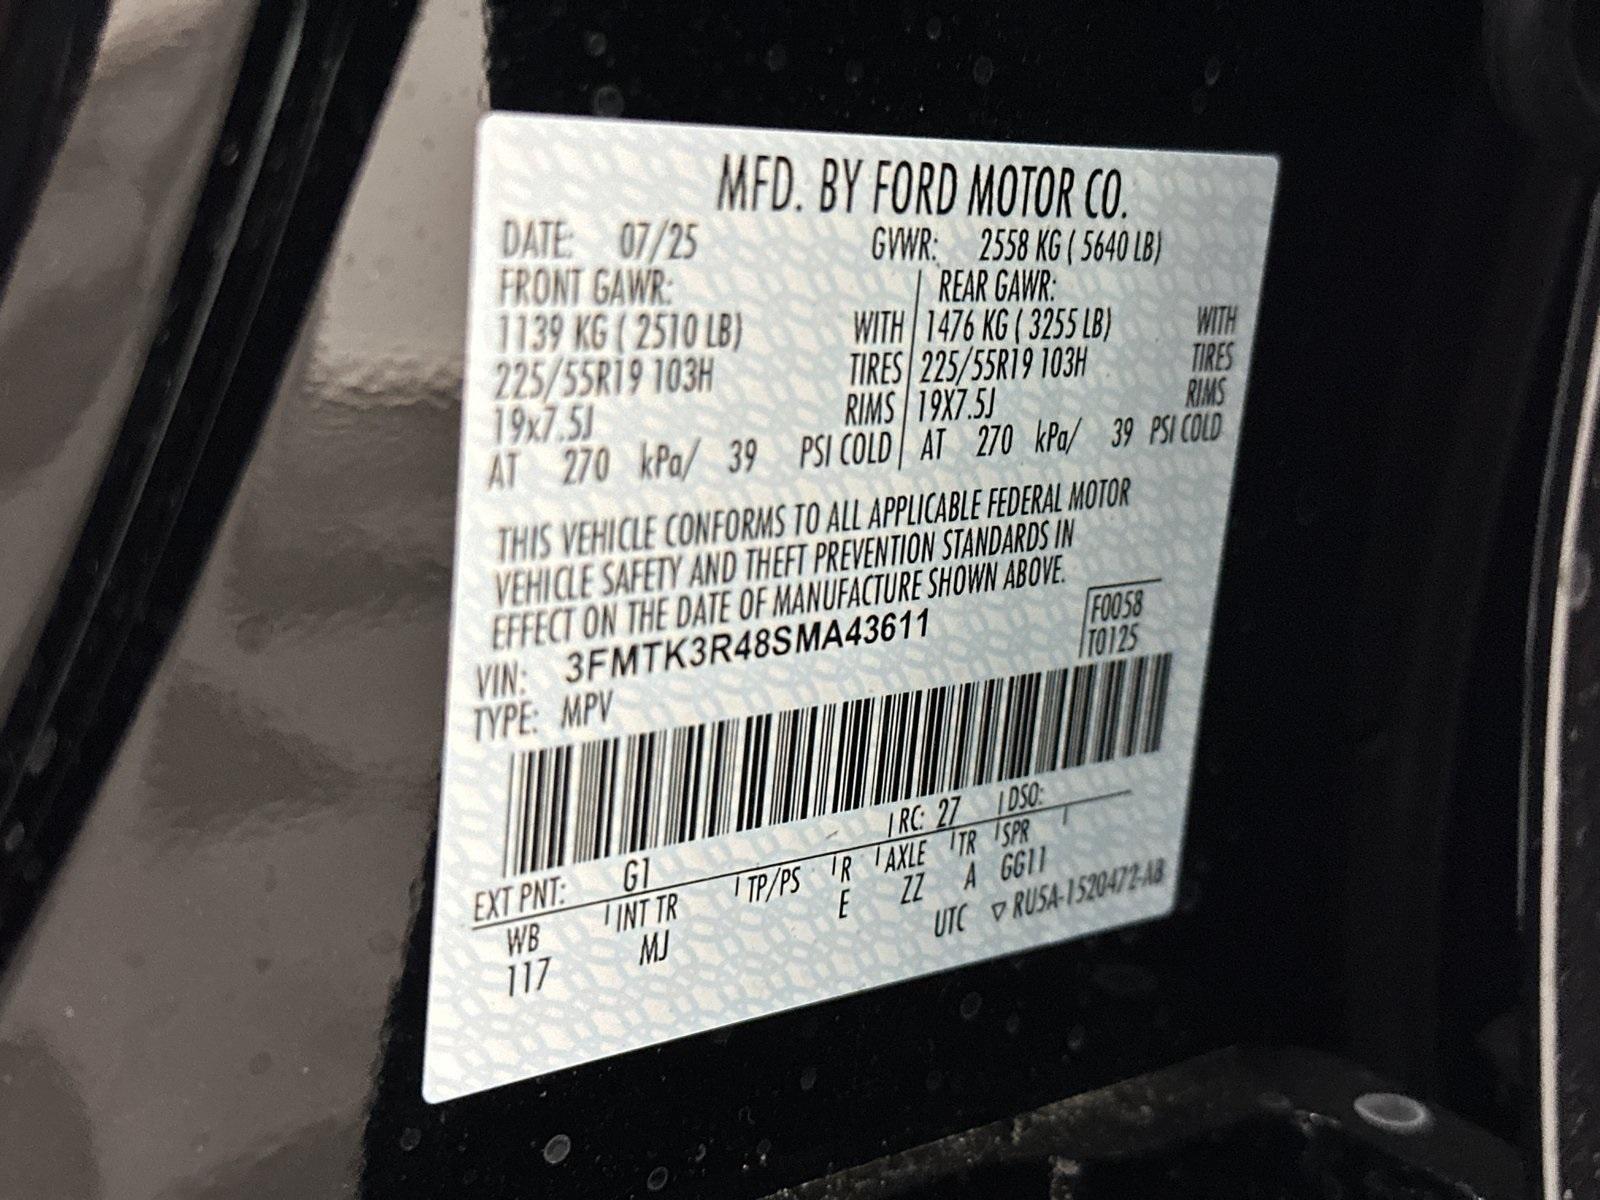 MFD. BY FORD MOTOR CO.
DATE: 07/25 GVWR: 2558 KG ( 5640 LB)
FRONT GAWR: REAR GAWR:
1139 KG ( 2510 LB) WITH 1476 KG ( 3255 LB) WITH
225/55R19 103H TIRES 225/55R19 103H TIRES
19x7.5J RIMS 19X7.5J RIMS
AT 270 kPa/ 39 PSI COLD AT 270 kPa/ 39 PSI COLD
THIS VEHICLE CONFORMS TO ALL APPLICABLE FEDERAL MOTOR
VEHICLE SAFETY AND THEFT PREVENTION STANDARDS IN
EFFECT ON THE DATE OF MANUFACTURE SHOWN ABOVE.
VIN: 3FMTK3R48SMA43611 F0058
TYPE: MPV T0125
EXT PNT: G1 RC: 27 DSO:
WB INT TR TP/PS R AXLE TR SPR
117 MJ E ZZ A GG11
UTC ▽ RU5A-1520472-AB